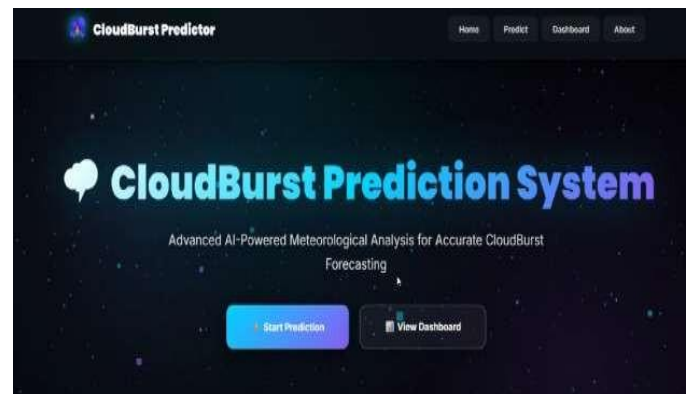 CloudBurst Predictor
Home Predict Dashboard About
CloudBurst Prediction System
Advanced AI-Powered Meteorological Analysis for Accurate CloudBurst
Forecasting
Start Prediction View Dashboard